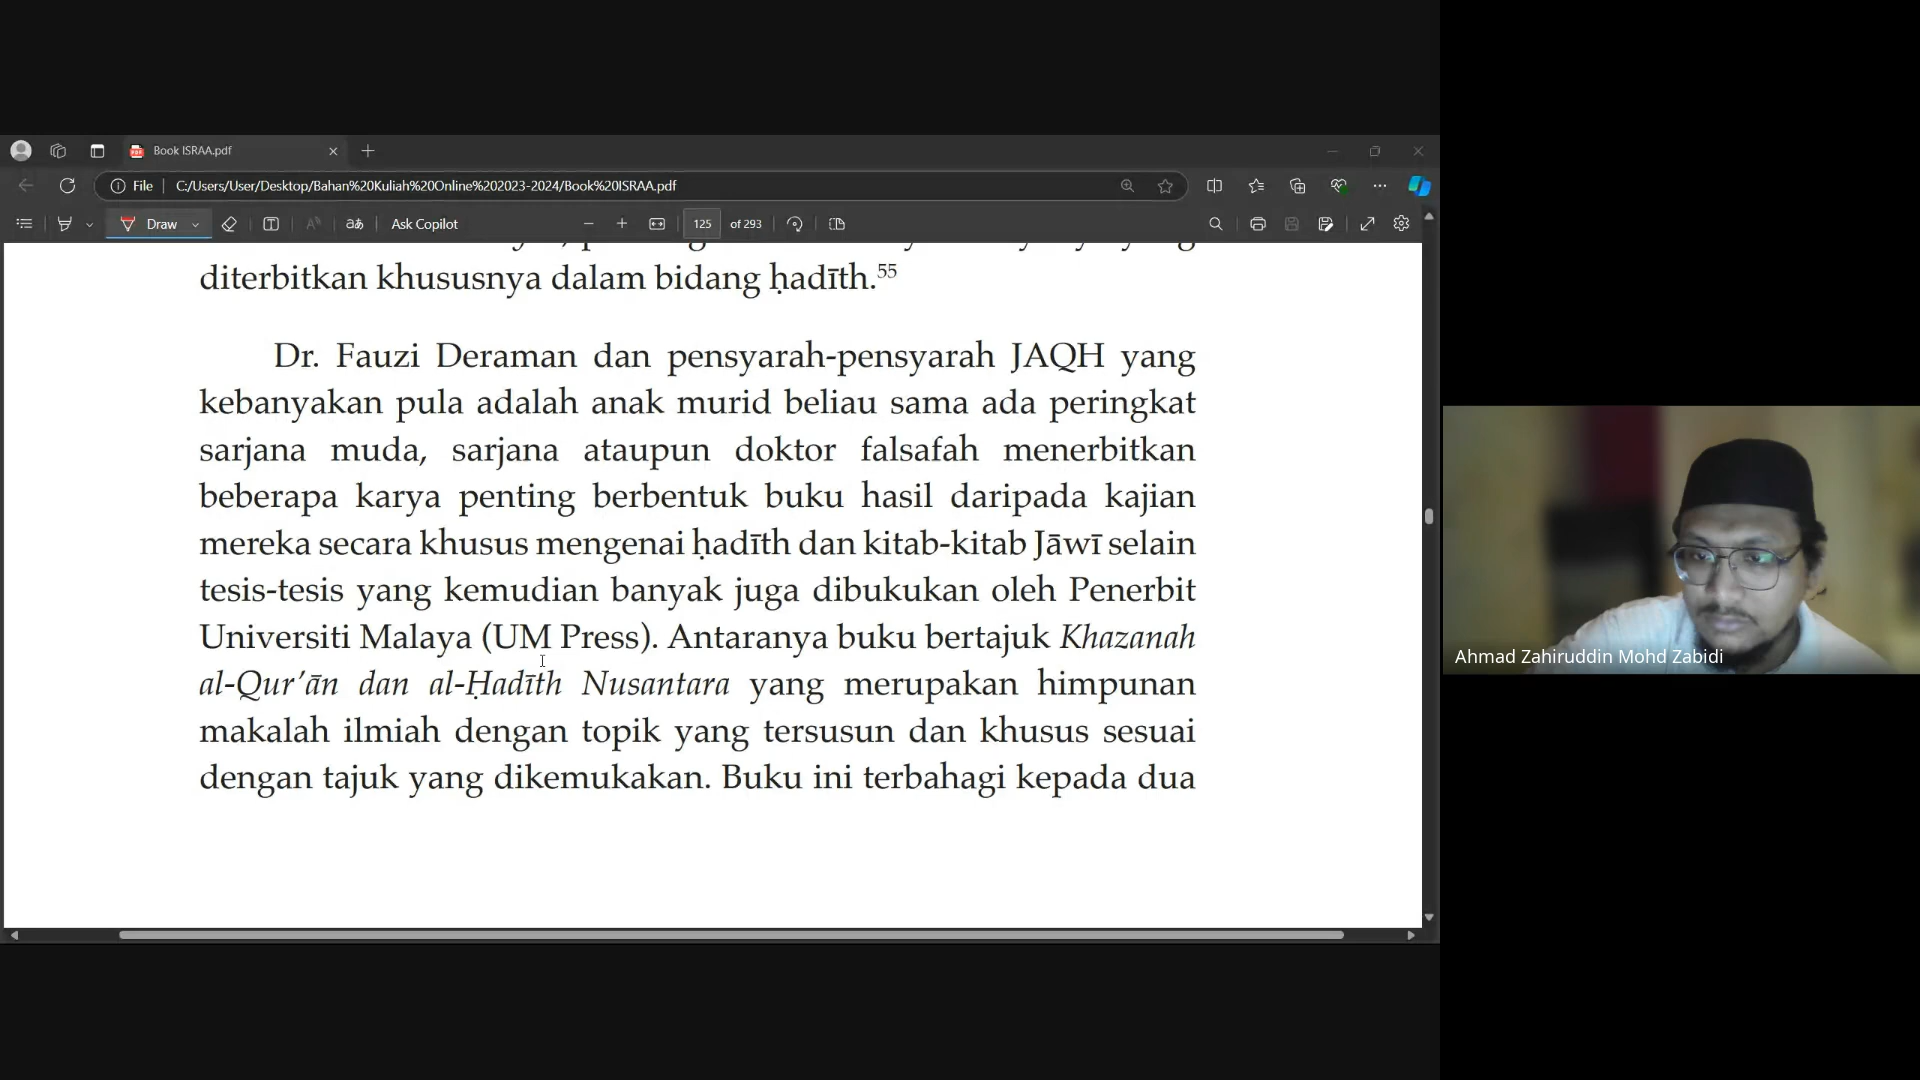 Book ISRAA.pdf
File
C:/Users/User/Desktop/Bahan%20Kuliah%20Online%202023-2024/Book%20ISRAA.pdf
Draw
aあ
Ask Copilot
125
of 293
diterbitkan khususnya dalam bidang ḥadīth.55
Dr. Fauzi Deraman dan pensyarah-pensyarah JAQH yang
kebanyakan pula adalah anak murid beliau sama ada peringkat
sarjana muda, sarjana ataupun doktor falsafah menerbitkan
beberapa karya penting berbentuk buku hasil daripada kajian
mereka secara khusus mengenai ḥadīth dan kitab-kitab Jāwī selain
tesis-tesis yang kemudian banyak juga dibukukan oleh Penerbit
Universiti Malaya (UM Press). Antaranya buku bertajuk Khazanah
al-Qur’ān dan al-Ḥadīth Nusantara yang merupakan himpunan
makalah ilmiah dengan topik yang tersusun dan khusus sesuai
dengan tajuk yang dikemukakan. Buku ini terbahagi kepada dua
Ahmad Zahiruddin Mohd Zabidi